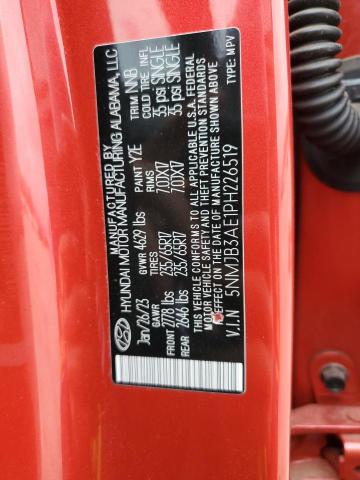 MANUFACTURED BY
HYUNDAI MOTOR MANUFACTURING ALABAMA, LLC
Jan/26/23 GVWR 4629 lbs PAINT Y2E TRIM NNB
GAWR TIRES RIMS COLD TIRE INFL
FRONT 2778 lbs 235/65R17 7.0JX17 35 psi SINGLE
REAR 2646 lbs 235/65R17 7.0JX17 35 psi SINGLE
THIS VEHICLE CONFORMS TO ALL APPLICABLE U.S.A. FEDERAL
MOTOR VEHICLE SAFETY AND THEFT PREVENTION STANDARDS
IN EFFECT ON THE DATE OF MANUFACTURE SHOWN ABOVE.
V.I.N 5NMJB3AE1PH226519 TYPE: MPV